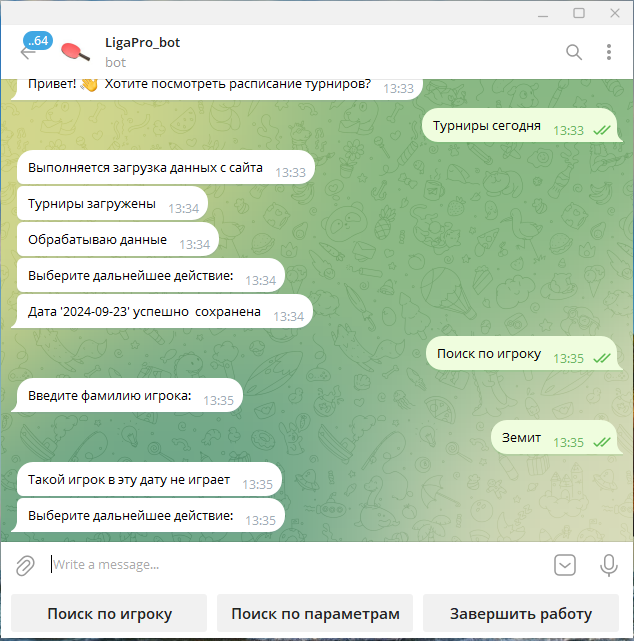 ..64
LigaPro_bot
bot
Привет! 👋 Хотите посмотреть расписание турниров? 13:33
Турниры сегодня 13:33
Выполняется загрузка данных с сайта 13:33
Турниры загружены 13:34
Обрабатываю данные 13:34
Выберите дальнейшее действие: 13:34
Дата '2024-09-23' успешно  сохранена 13:34
Поиск по игроку 13:35
Введите фамилию игрока: 13:35
Земит 13:35
Такой игрок в эту дату не играет 13:35
Выберите дальнейшее действие: 13:35
Write a message...
Поиск по игроку Поиск по параметрам Завершить работу